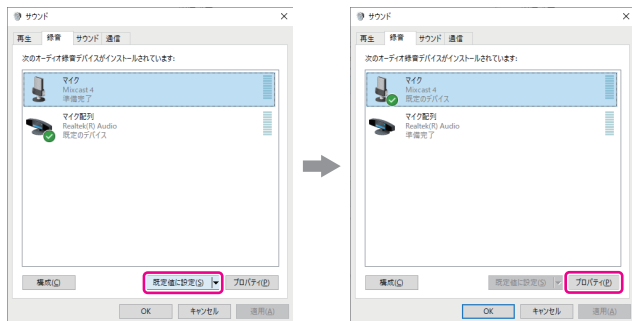 サウンド
再生 録音 サウンド 通信
次のオーディオ録音デバイスがインストールされています:
マイク
Mixcast 4
準備完了
マイク配列
Realtek(R) Audio
既定のデバイス
構成(C) 既定値に設定(S) プロパティ(P)
OK キャンセル 適用(A)
サウンド
再生 録音 サウンド 通信
次のオーディオ録音デバイスがインストールされています:
マイク
Mixcast 4
既定のデバイス
マイク配列
Realtek(R) Audio
準備完了
構成(C) 既定値に設定(S) プロパティ(P)
OK キャンセル 適用(A)